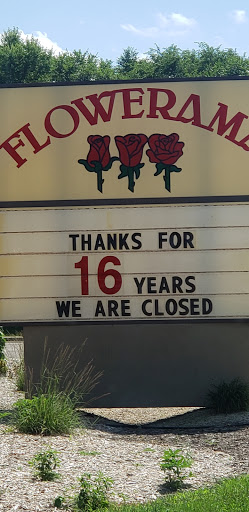 FLOWERAMA
THANKS FOR
16 YEARS
WE ARE CLOSED